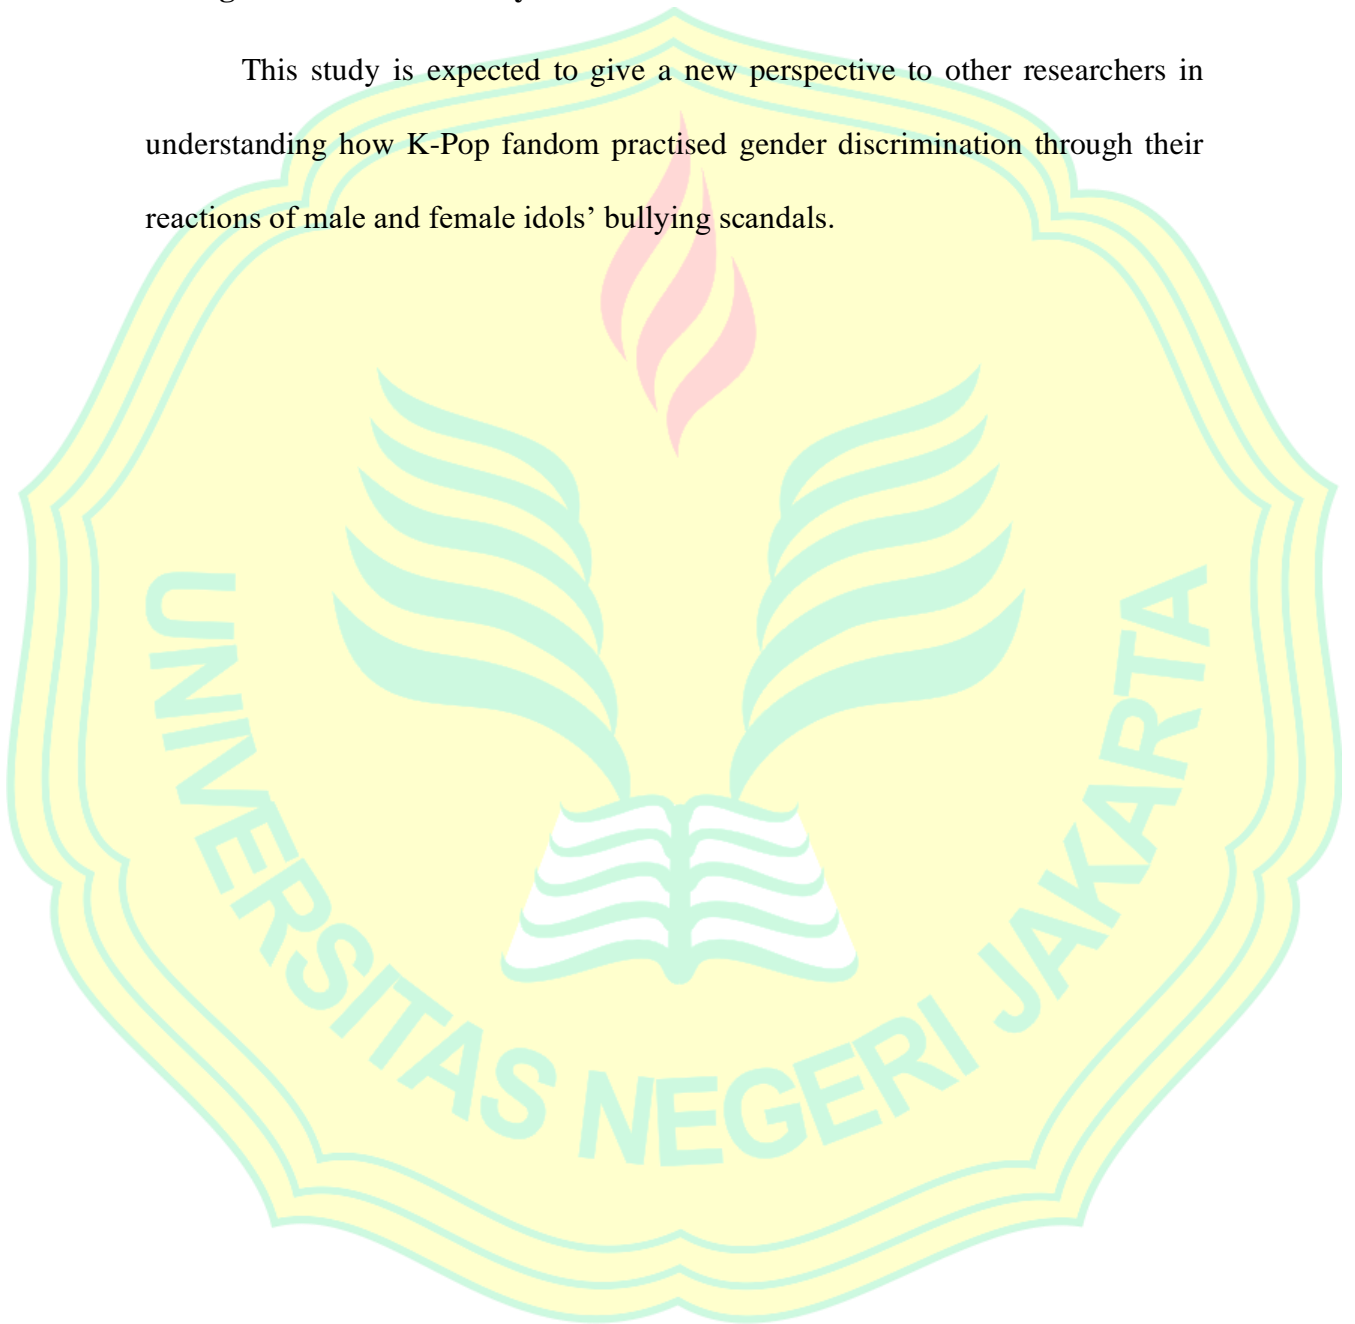 This study is expected to give a new perspective to other researchers in
understanding how K-Pop fandom practised gender discrimination through their
reactions of male and female idols’ bullying scandals.
UNIVERSITAS NEGERI JAKARTA